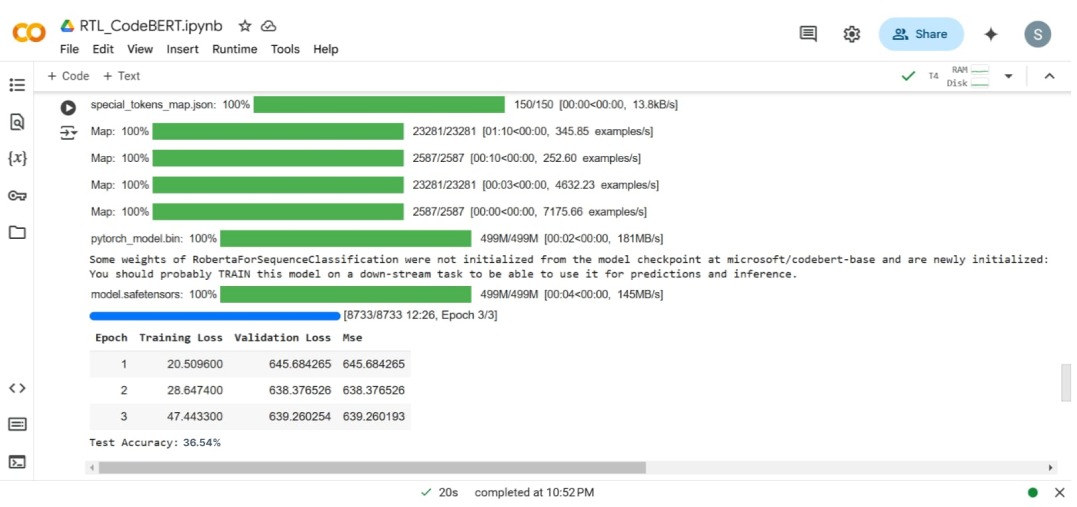 RTL_CodeBERT.ipynb
File Edit View Insert Runtime Tools Help
Share
S
+ Code + Text
T4 RAM
Disk
special_tokens_map.json: 100% 150/150 [00:00<00:00, 13.8kB/s]
Map: 100% 23281/23281 [01:10<00:00, 345.85 examples/s]
Map: 100% 2587/2587 [00:10<00:00, 252.60 examples/s]
Map: 100% 23281/23281 [00:03<00:00, 4632.23 examples/s]
Map: 100% 2587/2587 [00:00<00:00, 7175.66 examples/s]
pytorch_model.bin: 100% 499M/499M [00:02<00:00, 181MB/s]
Some weights of RobertaForSequenceClassification were not initialized from the model checkpoint at microsoft/codebert-base and are newly initialized:
You should probably TRAIN this model on a down-stream task to be able to use it for predictions and inference.
model.safetensors: 100% 499M/499M [00:04<00:00, 145MB/s]
[8733/8733 12:26, Epoch 3/3]
Epoch Training Loss Validation Loss Mse
1 20.509600 645.684265 645.684265
2 28.647400 638.376526 638.376526
3 47.443300 639.260254 639.260193
Test Accuracy: 36.54%
20s completed at 10:52 PM